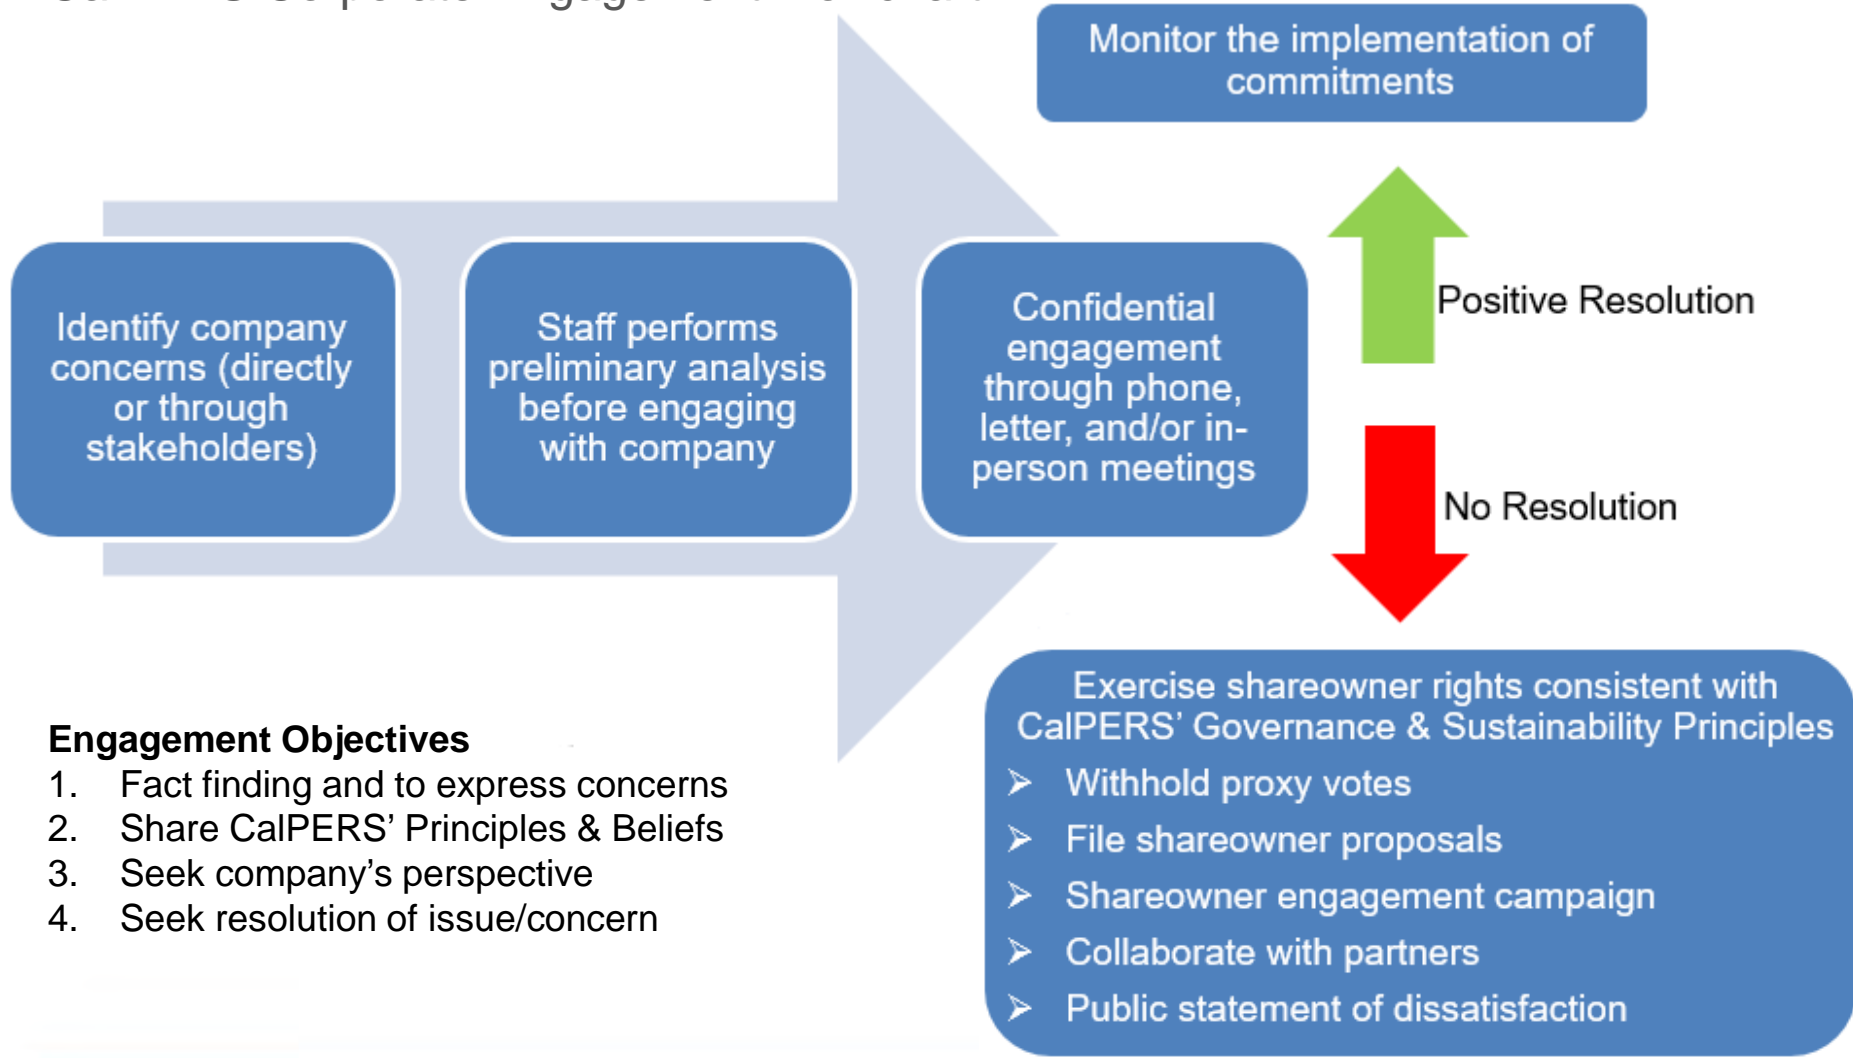 CalPERS Corporate Engagement
Monitor the implementation of
commitments
Identify company
concerns (directly
or through
stakeholders)
Staff performs
preliminary analysis
before engaging
with company
Confidential
engagement
through phone,
letter, and/or in-
person meetings
Positive Resolution
No Resolution
Exercise shareowner rights consistent with
CalPERS’ Governance & Sustainability Principles
➢ Withhold proxy votes
➢ File shareowner proposals
➢ Shareowner engagement campaign
➢ Collaborate with partners
➢ Public statement of dissatisfaction
Engagement Objectives
1. Fact finding and to express concerns
2. Share CalPERS’ Principles & Beliefs
3. Seek company’s perspective
4. Seek resolution of issue/concern